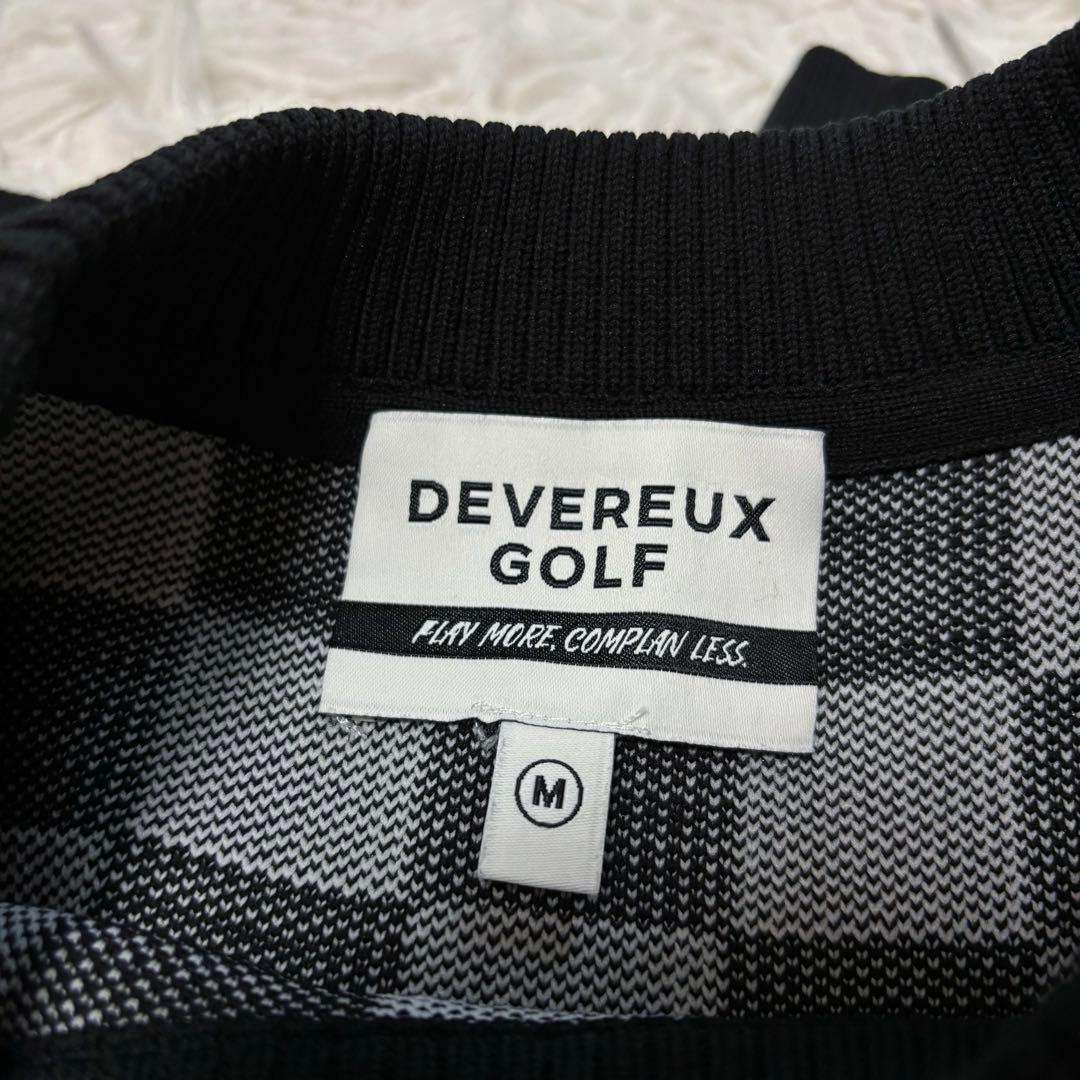 DEVEREUX
GOLF
PLAY MORE, COMPLAN LESS.
M